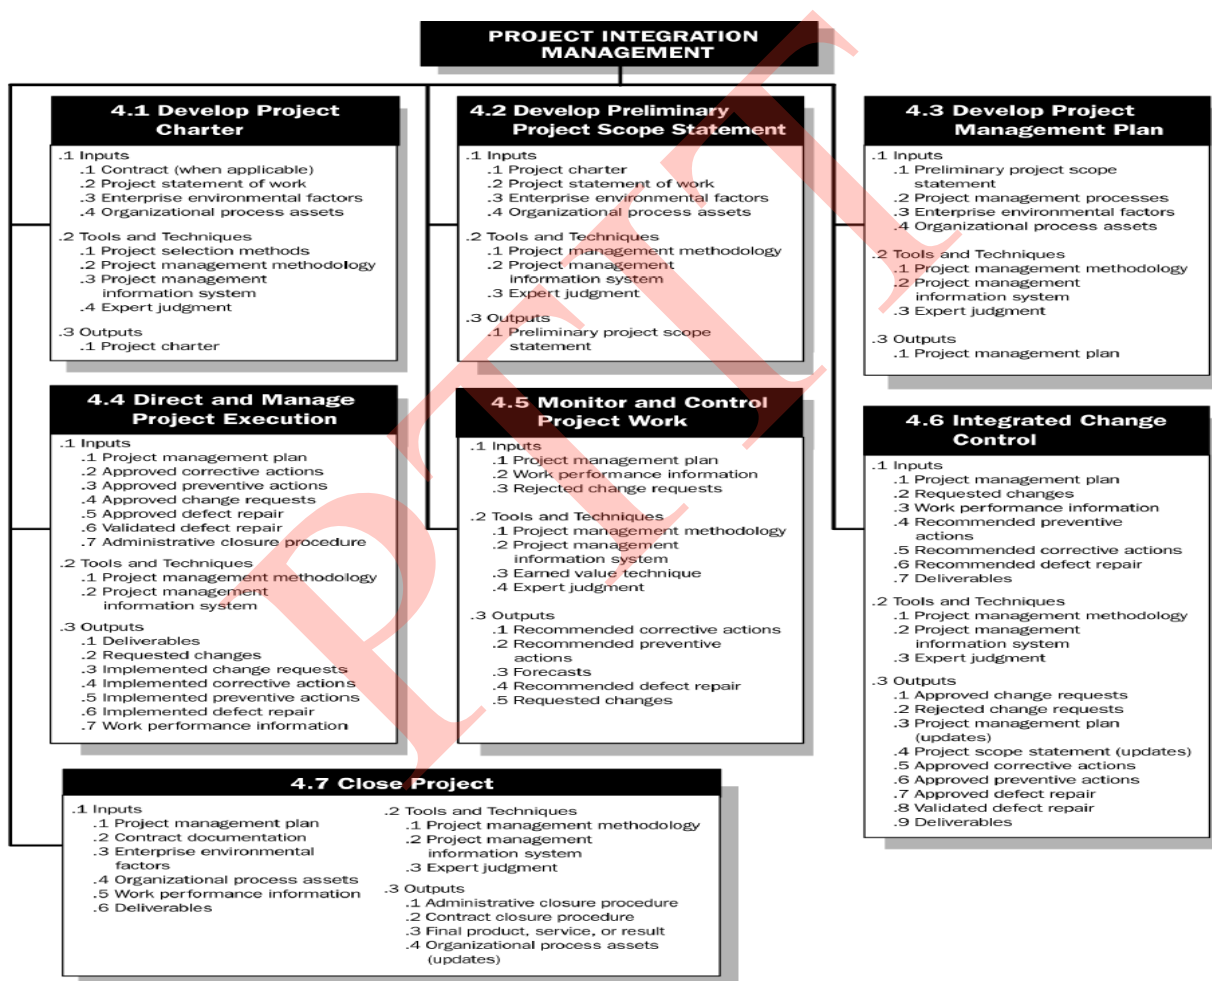 PROJECT INTEGRATION
MANAGEMENT
4.1 Develop Project
Charter
.1 Inputs
.1 Contract (when applicable)
.2 Project statement of work
.3 Enterprise environmental factors
.4 Organizational process assets
.2 Tools and Techniques
.1 Project selection methods
.2 Project management methodology
.3 Project management
information system
.4 Expert judgment
.3 Outputs
.1 Project charter
4.2 Develop Preliminary
Project Scope Statement
.1 Inputs
.1 Project charter
.2 Project statement of work
.3 Enterprise environmental factors
.4 Organizational process assets
.2 Tools and Techniques
.1 Project management methodology
.2 Project management
information system
.3 Expert judgment
.3 Outputs
.1 Preliminary project scope
statement
4.3 Develop Project
Management Plan
.1 Inputs
.1 Preliminary project scope
statement
.2 Project management processes
.3 Enterprise environmental factors
.4 Organizational process assets
.2 Tools and Techniques
.1 Project management methodology
.2 Project management
information system
.3 Expert judgment
.3 Outputs
.1 Project management plan
4.4 Direct and Manage
Project Execution
.1 Inputs
.1 Project management plan
.2 Approved corrective actions
.3 Approved preventive actions
.4 Approved change requests
.5 Approved defect repair
.6 Validated defect repair
.7 Administrative closure procedure
.2 Tools and Techniques
.1 Project management methodology
.2 Project management
information system
.3 Outputs
.1 Deliverables
.2 Requested changes
.3 Implemented change requests
.4 Implemented corrective actions
.5 Implemented preventive actions
.6 Implemented defect repair
.7 Work performance information
4.5 Monitor and Control
Project Work
.1 Inputs
.1 Project management plan
.2 Work performance information
.3 Rejected change requests
.2 Tools and Techniques
.1 Project management methodology
.2 Project management
information system
.3 Earned value technique
.4 Expert judgment
.3 Outputs
.1 Recommended corrective actions
.2 Recommended preventive
actions
.3 Forecasts
.4 Recommended defect repair
.5 Requested changes
4.6 Integrated Change
Control
.1 Inputs
.1 Project management plan
.2 Requested changes
.3 Work performance information
.4 Recommended preventive
actions
.5 Recommended corrective actions
.6 Recommended defect repair
.7 Deliverables
.2 Tools and Techniques
.1 Project management methodology
.2 Project management
information system
.3 Expert judgment
.3 Outputs
.1 Approved change requests
.2 Rejected change requests
.3 Project management plan
(updates)
.4 Project scope statement (updates)
.5 Approved corrective actions
.6 Approved preventive actions
.7 Approved defect repair
.8 Validated defect repair
.9 Deliverables
4.7 Close Project
.1 Inputs
.1 Project management plan
.2 Contract documentation
.3 Enterprise environmental
factors
.4 Organizational process assets
.5 Work performance information
.6 Deliverables
.2 Tools and Techniques
.1 Project management methodology
.2 Project management
information system
.3 Expert judgment
.3 Outputs
.1 Administrative closure procedure
.2 Contract closure procedure
.3 Final product, service, or result
.4 Organizational process assets
(updates)
PTIT